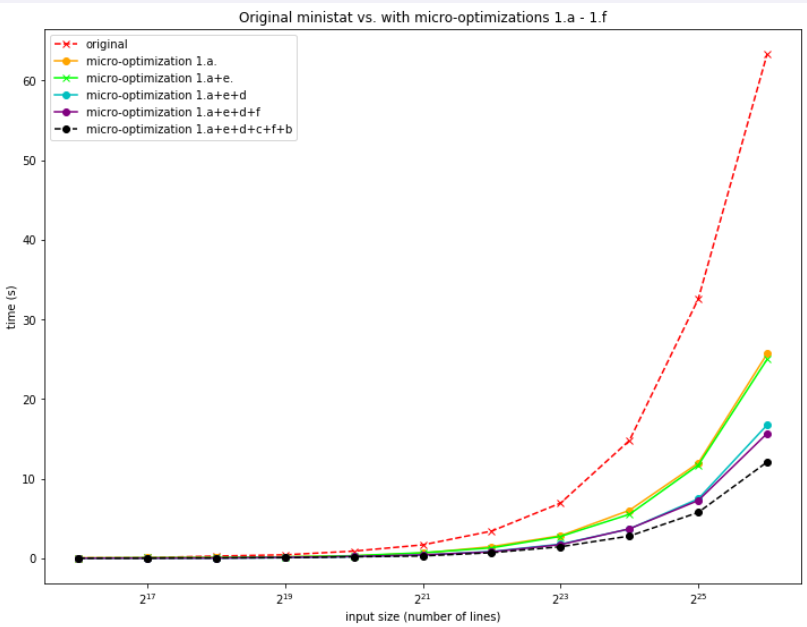 Original ministat vs. with micro-optimizations 1.a - 1.f
original
micro-optimization 1.a.
micro-optimization 1.a+e.
micro-optimization 1.a+e+d
micro-optimization 1.a+e+d+f
micro-optimization 1.a+e+d+c+f+b
60
50
40
30
20
10
0
time (s)
2^17 2^19 2^21 2^23 2^25
input size (number of lines)